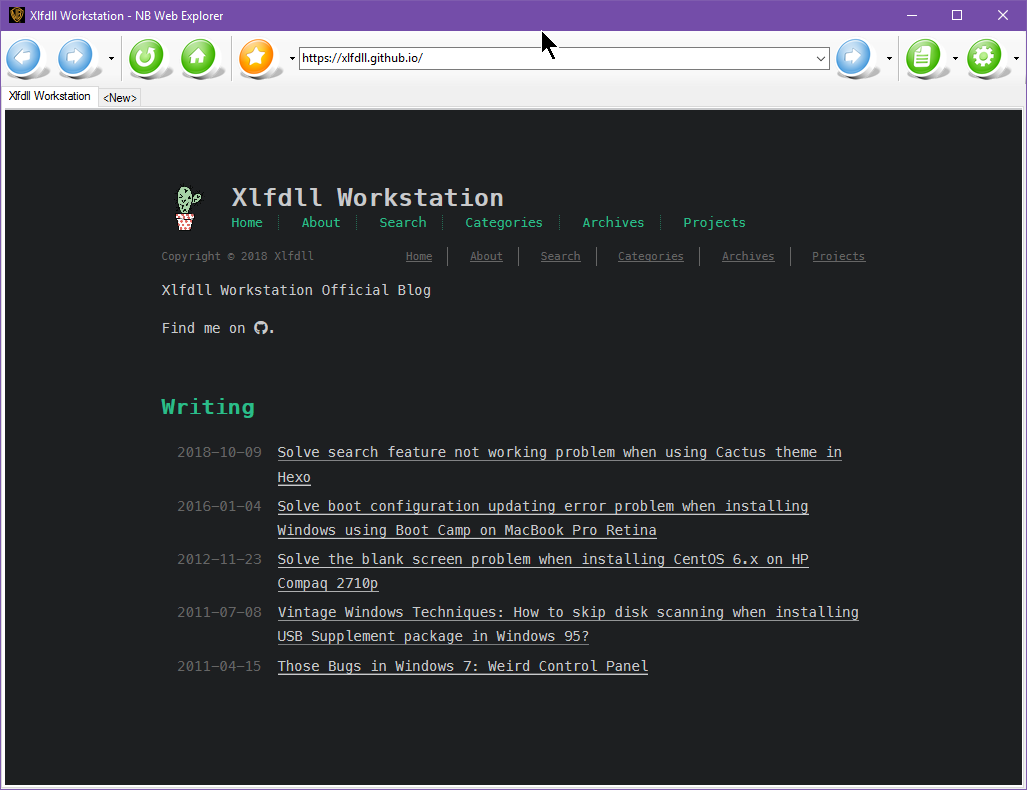 Xlfdll Workstation - NB Web Explorer
https://xlfdll.github.io/
Xlfdll Workstation <New>
Xlfdll Workstation
Home About Search Categories Archives Projects
Copyright © 2018 Xlfdll Home About Search Categories Archives Projects
Xlfdll Workstation Official Blog
Find me on .
Writing
2018-10-09 Solve search feature not working problem when using Cactus theme in
Hexo
2016-01-04 Solve boot configuration updating error problem when installing
Windows using Boot Camp on MacBook Pro Retina
2012-11-23 Solve the blank screen problem when installing CentOS 6.x on HP
Compaq 2710p
2011-07-08 Vintage Windows Techniques: How to skip disk scanning when installing
USB Supplement package in Windows 95?
2011-04-15 Those Bugs in Windows 7: Weird Control Panel